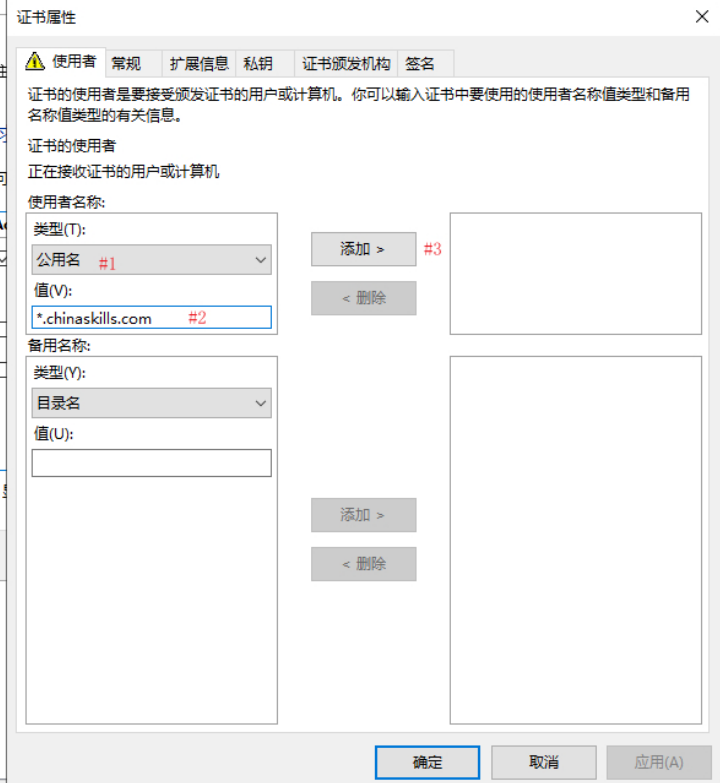 证书属性
使用者 常规 扩展信息 私钥 证书颁发机构 签名
证书的使用者是要接受颁发证书的用户或计算机。你可以输入证书中要使用的使用者名称值类型和备用
名称值类型的有关信息。
证书的使用者
正在接收证书的用户或计算机
使用者名称:
类型(T):
公用名 #1
值(V):
*.chinaskills.com #2
添加 > #3
< 删除
备用名称:
类型(Y):
目录名
值(U):
添加 >
< 删除
确定 取消 应用(A)